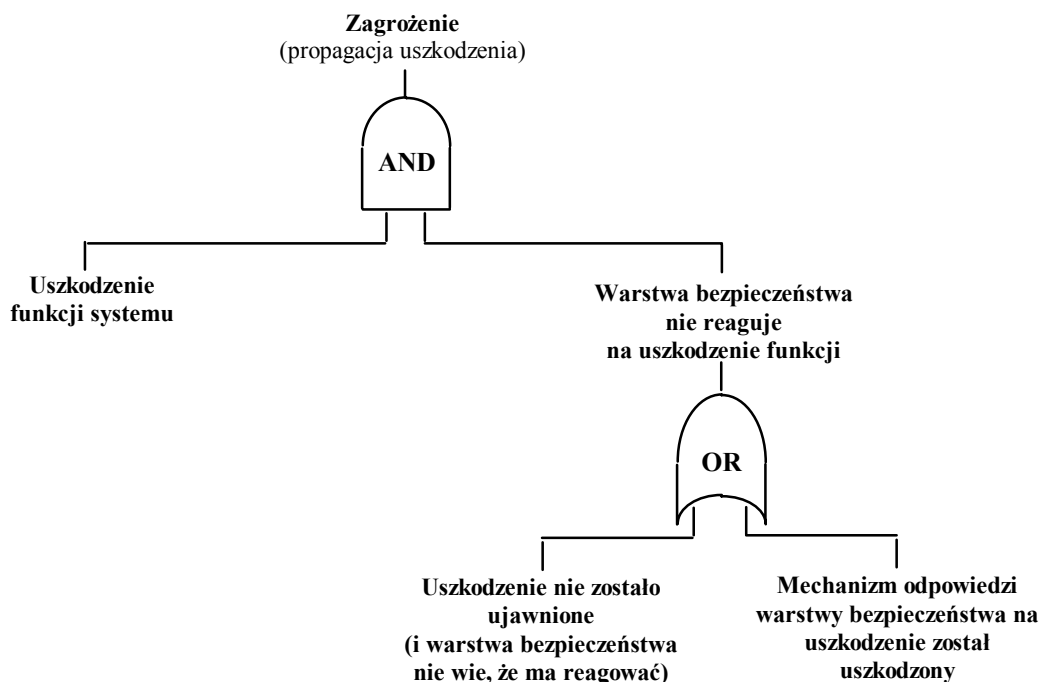 Zagrożenie
(propagacja uszkodzenia)
AND
Uszkodzenie
funkcji systemu
Warstwa bezpieczeństwa
nie reaguje
na uszkodzenie funkcji
OR
Uszkodzenie nie zostało
ujawnione
(i warstwa bezpieczeństwa
nie wie, że ma reagować)
Mechanizm odpowiedzi
warstwy bezpieczeństwa na
uszkodzenie został
uszkodzony